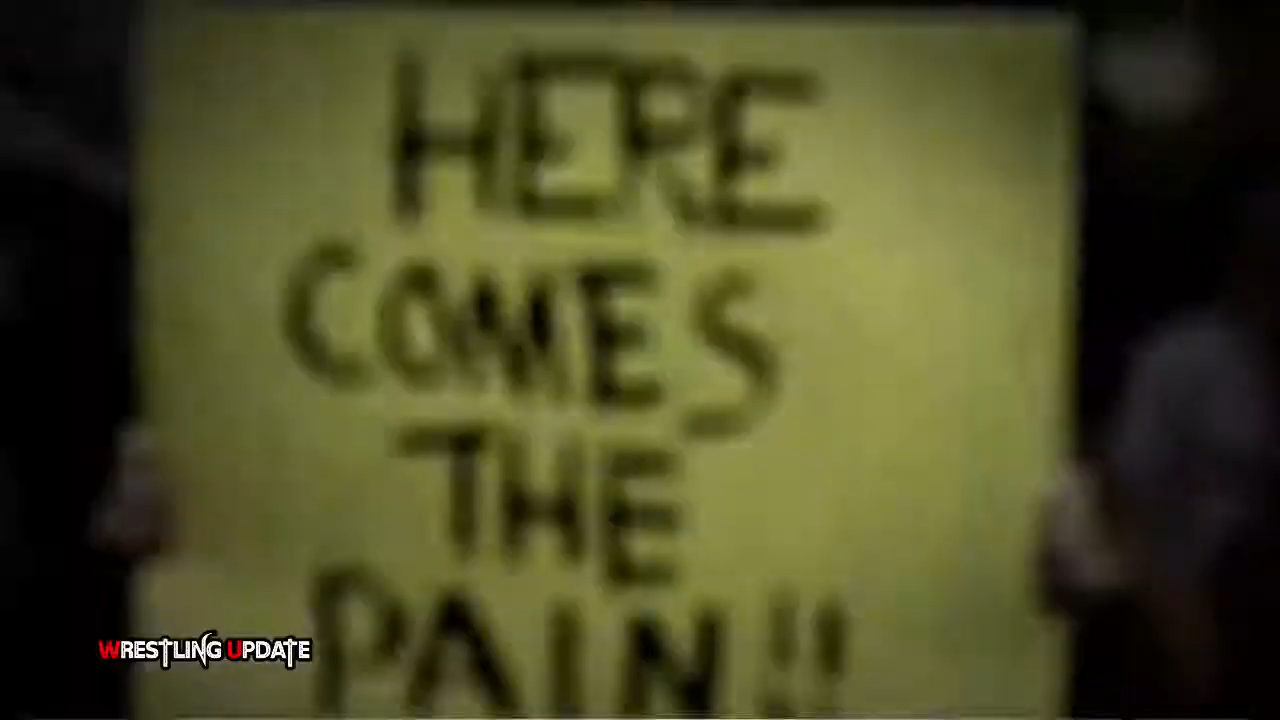 HERE
COMES
THE
PAIN!!
WRESTLING UPDATE